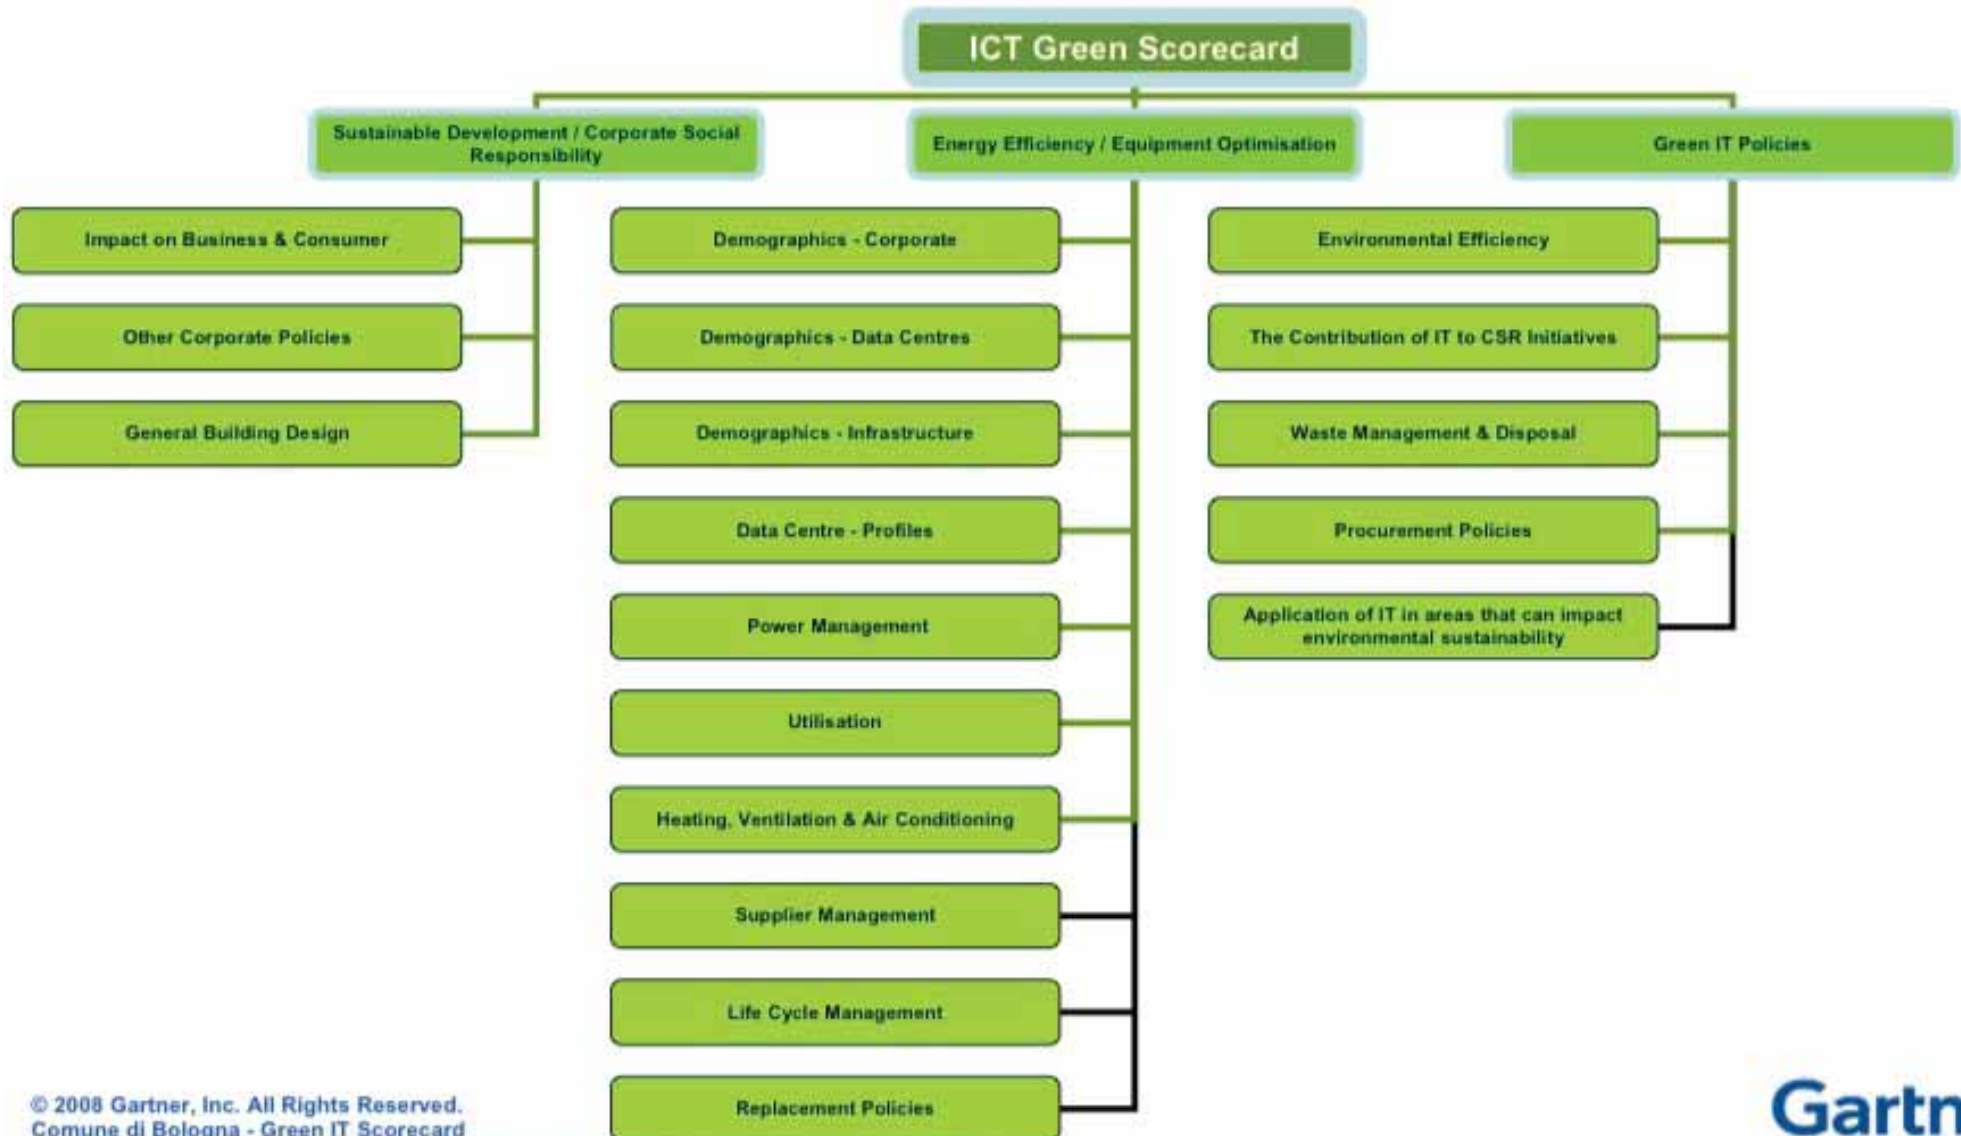 ICT Green Scorecard
Sustainable Development / Corporate Social
Responsibility
Energy Efficiency / Equipment Optimisation
Green IT Policies
Impact on Business & Consumer
Other Corporate Policies
General Building Design
Demographics - Corporate
Demographics - Data Centres
Demographics - Infrastructure
Data Centre - Profiles
Power Management
Utilisation
Heating, Ventilation & Air Conditioning
Supplier Management
Life Cycle Management
Replacement Policies
Environmental Efficiency
The Contribution of IT to CSR Initiatives
Waste Management & Disposal
Procurement Policies
Application of IT in areas that can impact
environmental sustainability
© 2008 Gartner, Inc. All Rights Reserved.
Comune di Bologna - Green IT Scorecard
Gartn